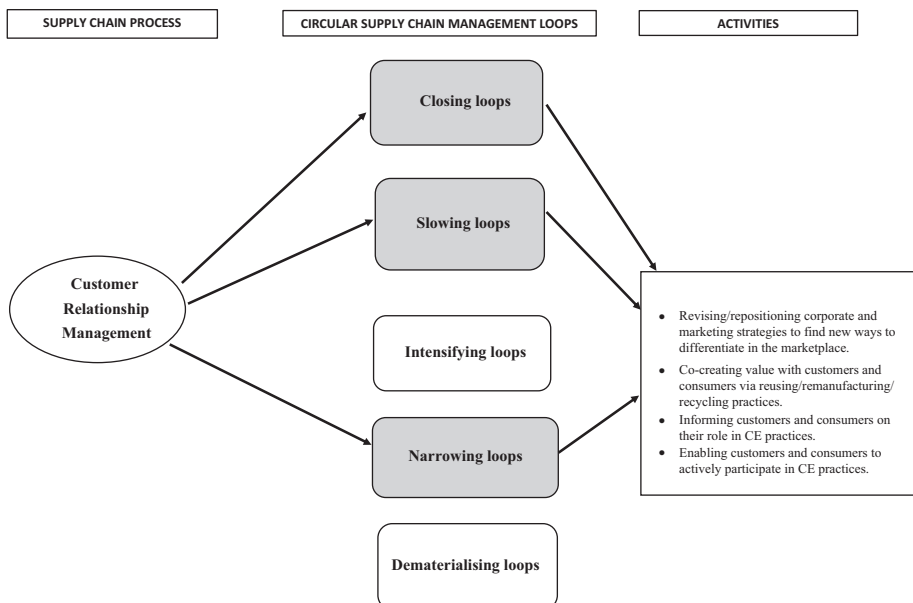 SUPPLY CHAIN PROCESS
CIRCULAR SUPPLY CHAIN MANAGEMENT LOOPS
ACTIVITIES
Closing loops
Slowing loops
Customer
Relationship
Management
Intensifying loops
Narrowing loops
Dematerialising loops
• Revising/repositioning corporate and
marketing strategies to find new ways to
differentiate in the marketplace.
• Co-creating value with customers and
consumers via reusing/remanufacturing/
recycling practices.
• Informing customers and consumers on
their role in CE practices.
• Enabling customers and consumers to
actively participate in CE practices.